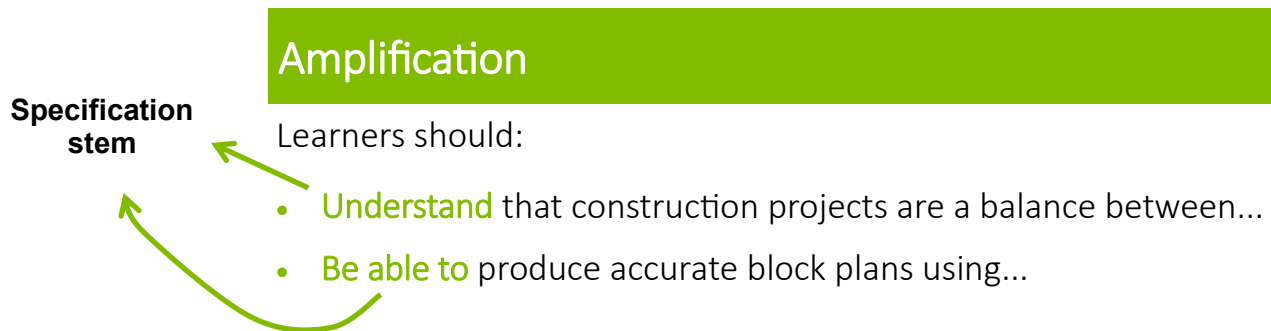 Amplification
Specification
stem
Learners should:
• Understand that construction projects are a balance between...
• Be able to produce accurate block plans using...